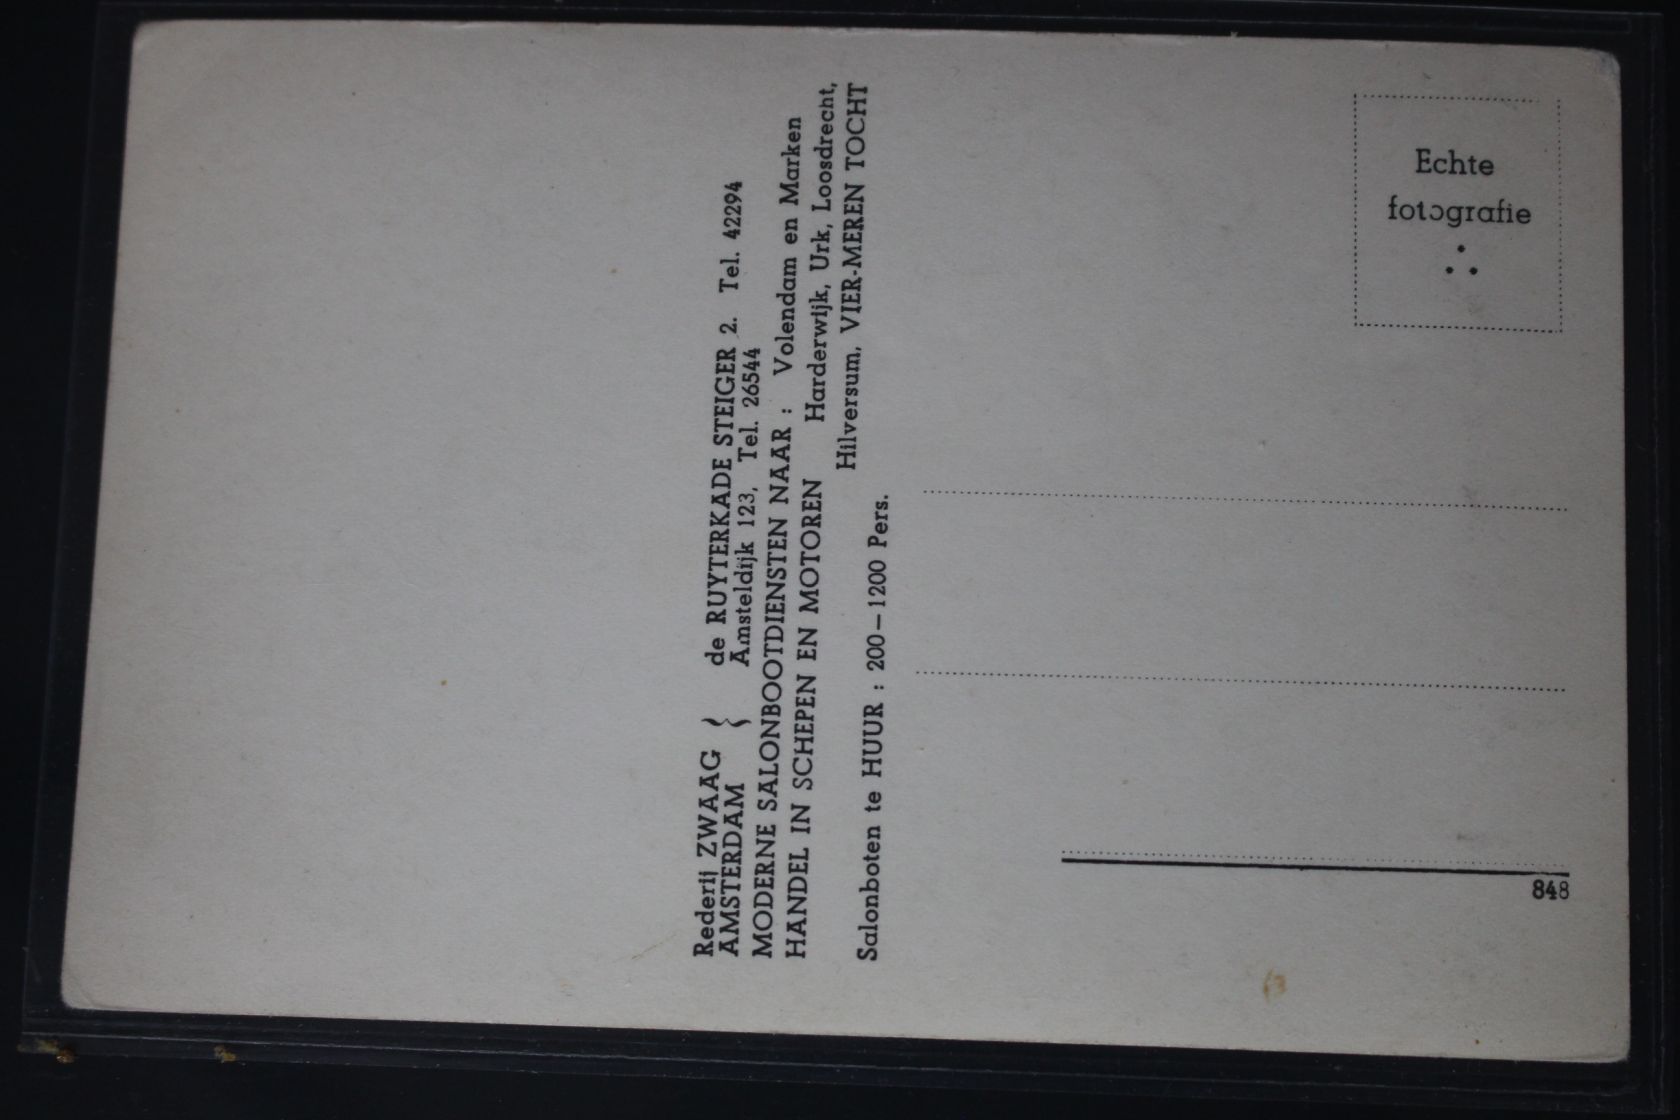 Rederij ZWAAG { de RUYTERKADE STEIGER 2. Tel. 42294
AMSTERDAM { Amsteldijk 123, Tel. 26544
MODERNE SALONBOOTDIENSTEN NAAR : Volendam en Marken
HANDEL IN SCHEPEN EN MOTOREN Harderwijk, Urk, Loosdrecht,
Hilversum, VIER-MEREN TOCHT
Salonboten te HUUR : 200—1200 Pers.
Echte
fotografie
848